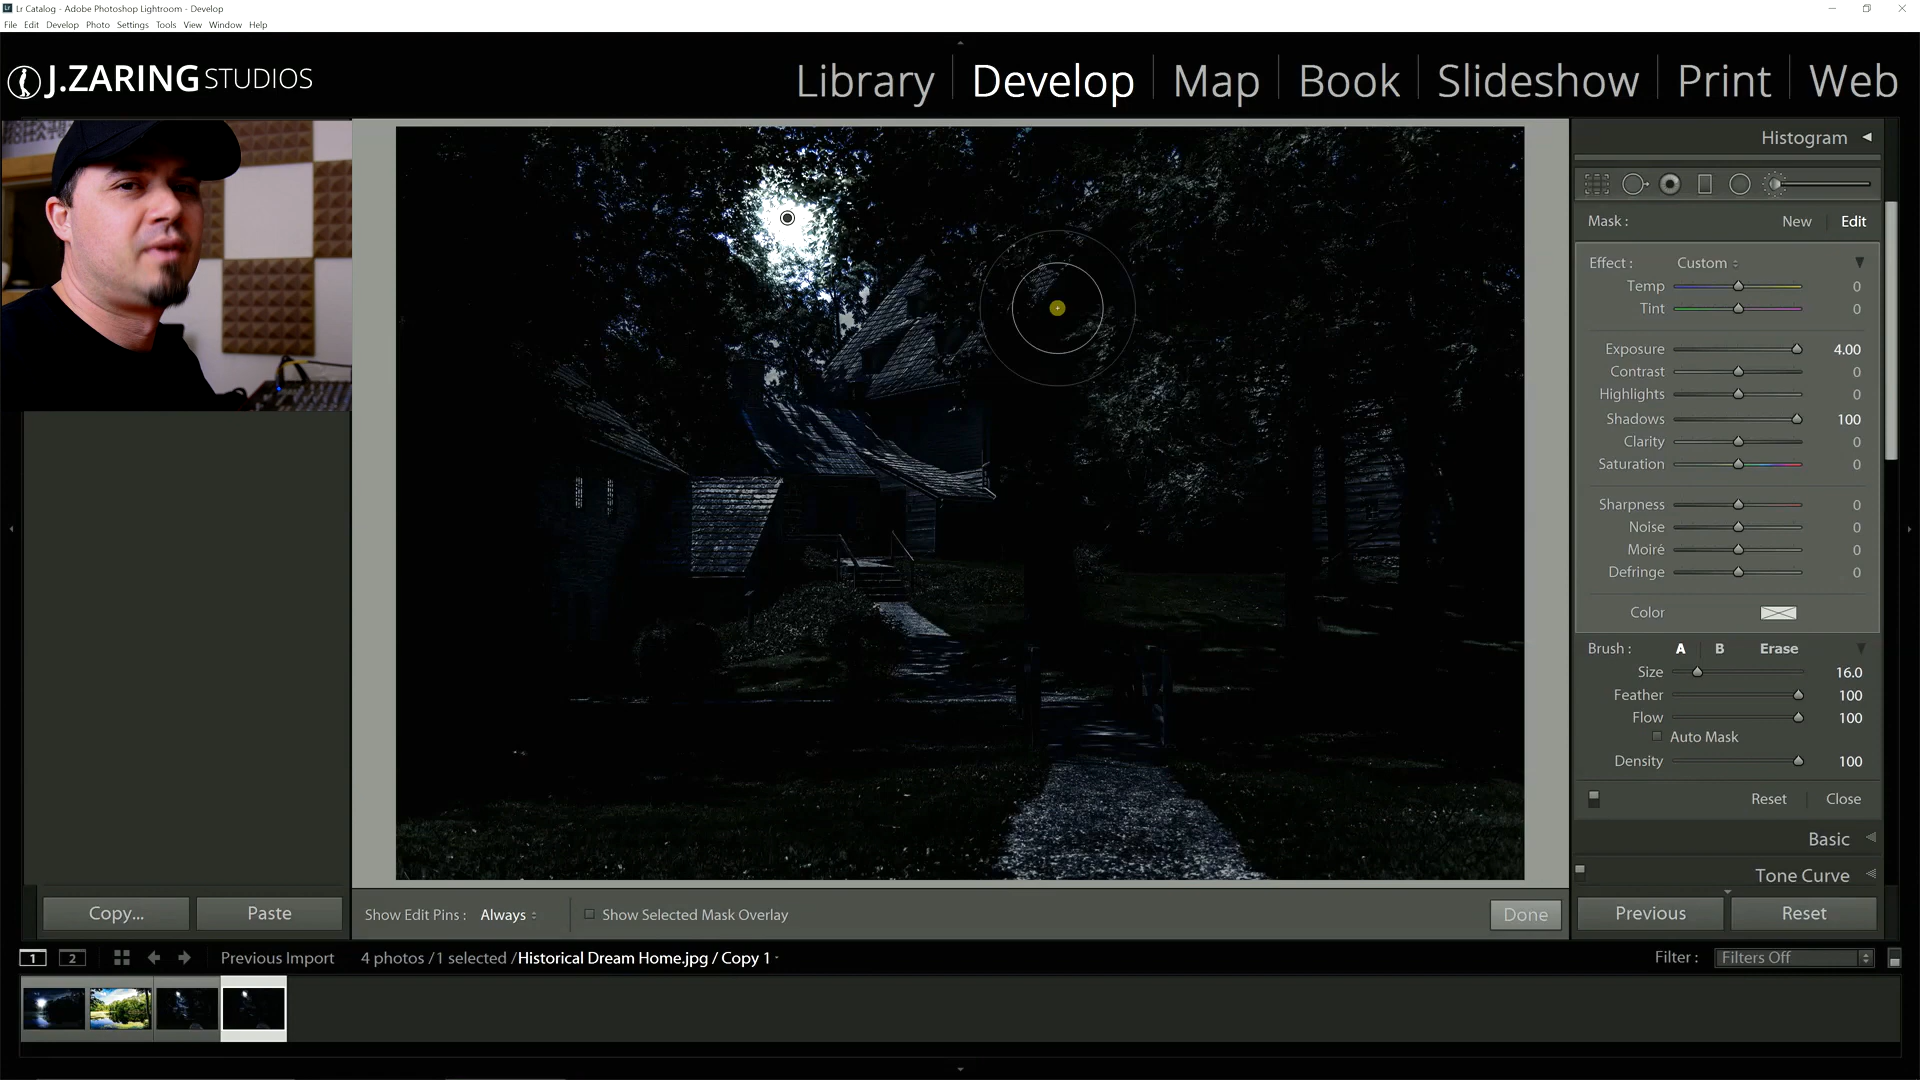 Lr Catalog - Adobe Photoshop Lightroom - Develop
File Edit Develop Photo Settings Tools View Window Help
J.ZARING STUDIOS
Library Develop Map Book Slideshow Print Web
Histogram
Mask : New Edit
Effect : Custom
Temp 0
Tint 0
Exposure 4.00
Contrast 0
Highlights 0
Shadows 100
Clarity 0
Saturation 0
Sharpness 0
Noise 0
Moiré 0
Defringe 0
Color
Brush : A B Erase
Size 16.0
Feather 100
Flow 100
Auto Mask
Density 100
Reset Close
Basic
Tone Curve
Copy... Paste
Show Edit Pins : Always Show Selected Mask Overlay Done
Previous Reset
1 2 Previous Import 4 photos /1 selected /Historical Dream Home.jpg / Copy 1
Filter : Filters Off